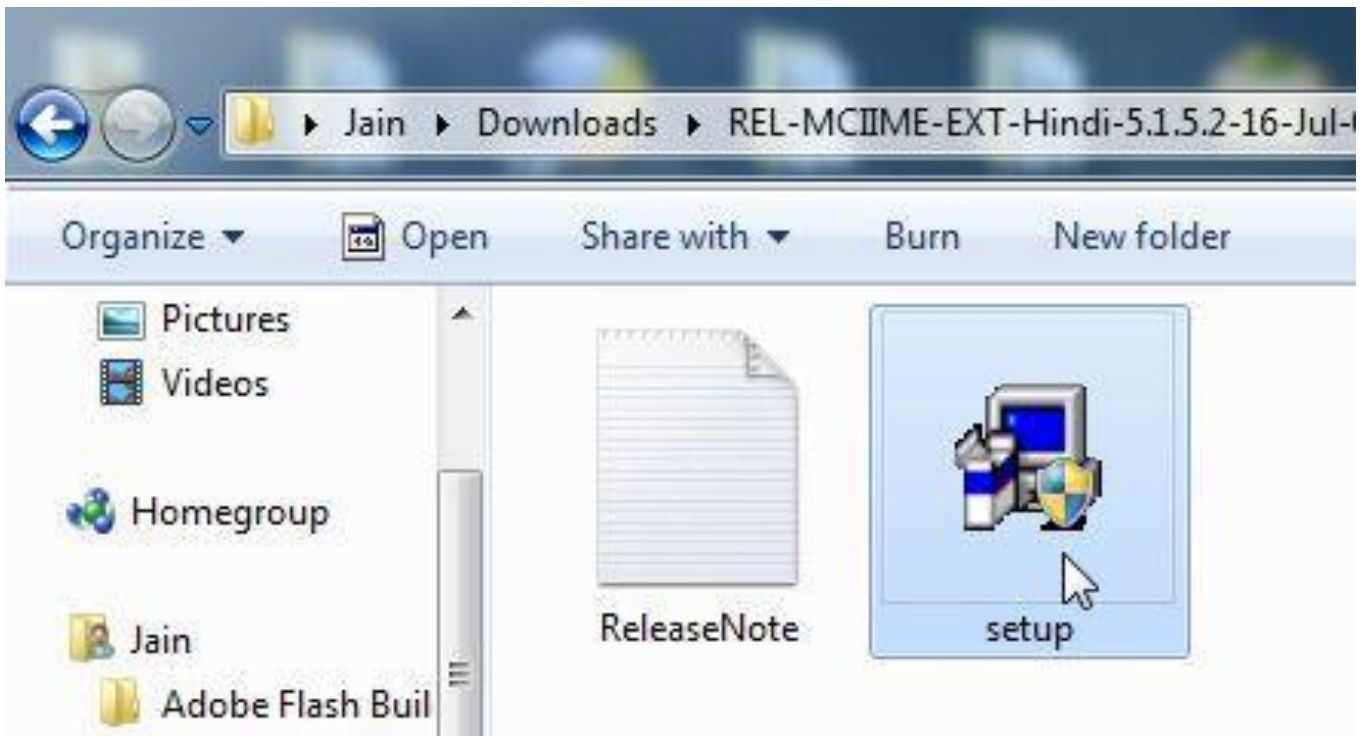 Jain Downloads REL-MCIIME-EXT-Hindi-5.1.5.2-16-Jul-
Organize Open Share with Burn New folder
Pictures
Videos
Homegroup
Jain
Adobe Flash Buil
ReleaseNote
setup